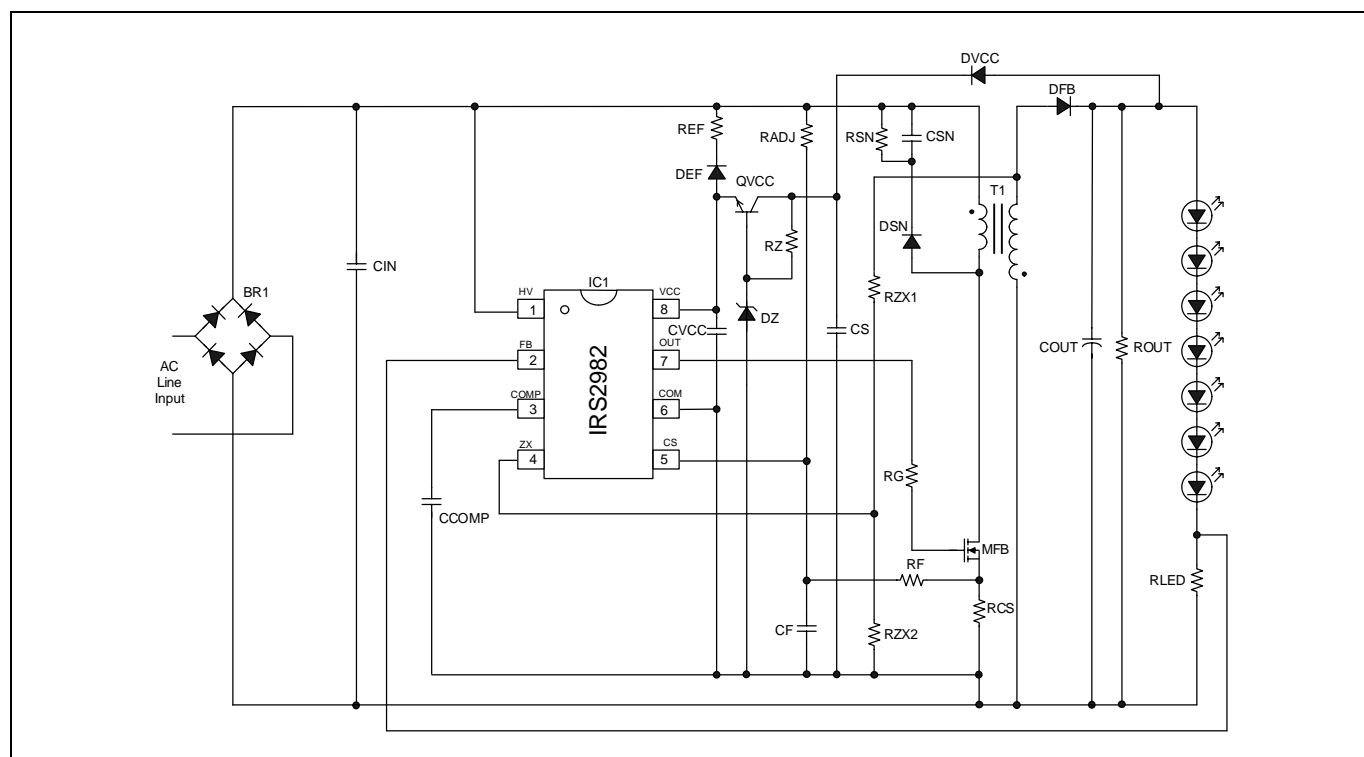 DVCC
DFB
REF
RADJ
RSN
CSN
DEF
QVCC
T1
DSN
RZ
CIN
BR1
HV
IC1
VCC
1
8
RZX1
DZ
CS
CVCC
FB
OUT
2
7
COUT
ROUT
AC
Line
Input
IRS2982
COMP
COM
3
6
ZX
CS
4
5
RG
CCOMP
MFB
RF
RLED
RCS
CF
RZX2